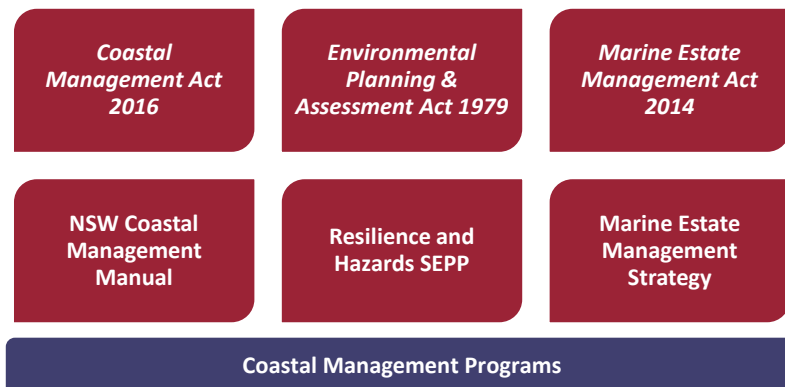 Coastal
Management Act
2016
Environmental
Planning &
Assessment Act 1979
Marine Estate
Management Act
2014
NSW Coastal
Management
Manual
Resilience and
Hazards SEPP
Marine Estate
Management
Strategy
Coastal Management Programs